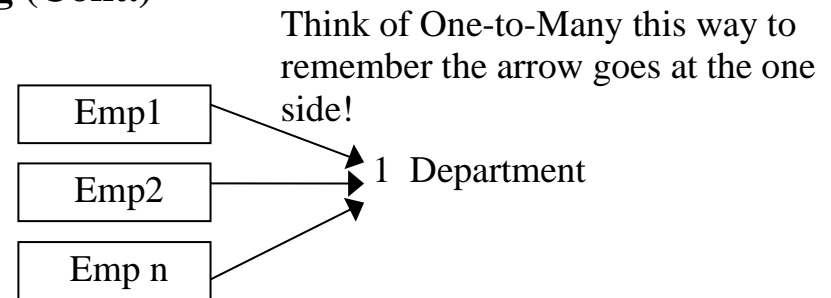 Think of One-to-Many this way to
remember the arrow goes at the one
side!
Emp1
1 Department
Emp2
Emp n